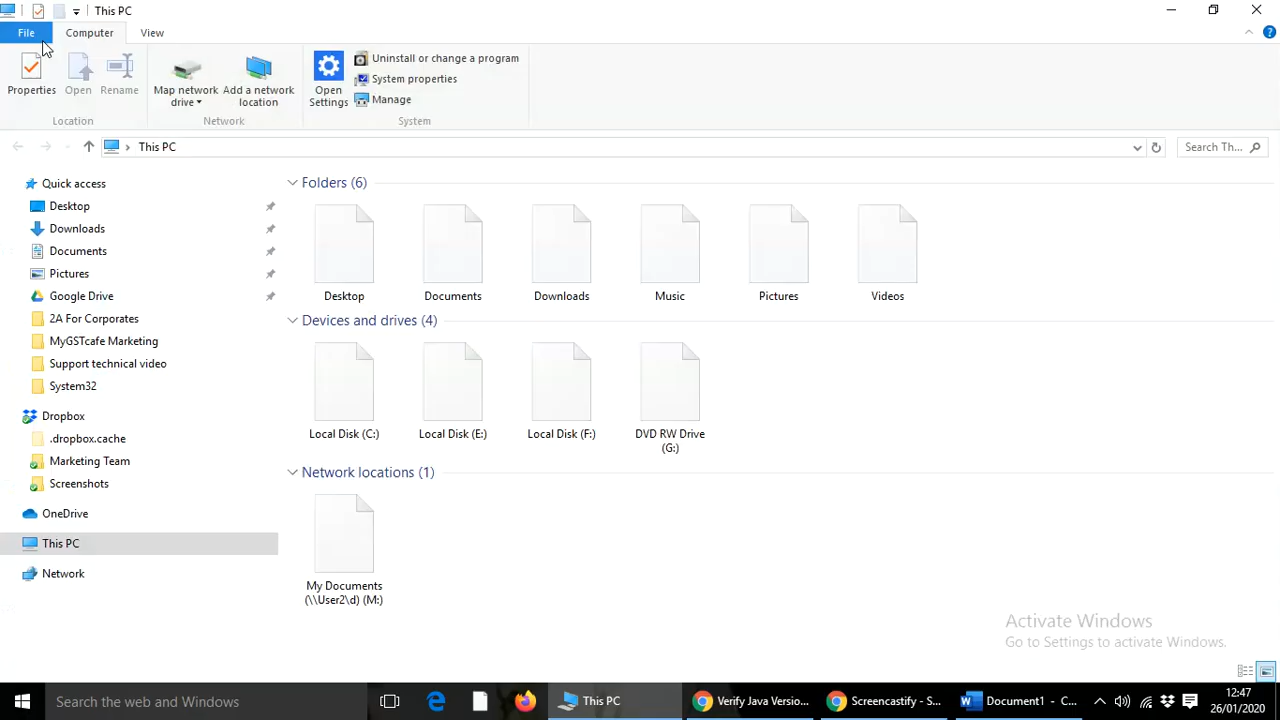 This PC
File
Computer
View
Properties
Open
Rename
Map network drive
Add a network location
Open Settings
Uninstall or change a program
System properties
Manage
Location
Network
System
This PC
Search Th...
Quick access
Desktop
Downloads
Documents
Pictures
Google Drive
2A For Corporates
MyGSTcafe Marketing
Support technical video
System32
Dropbox
.dropbox.cache
Marketing Team
Screenshots
OneDrive
This PC
Network
Folders (6)
Desktop
Documents
Downloads
Music
Pictures
Videos
Devices and drives (4)
Local Disk (C:)
Local Disk (E:)
Local Disk (F:)
DVD RW Drive
(G:)
Network locations (1)
My Documents
(\\User2\d) (M:)
Activate Windows
Go to Settings to activate Windows.
Search the web and Windows
This PC
Verify Java Versio...
Screencastify - S...
Document1 - C...
12:47
26/01/2020